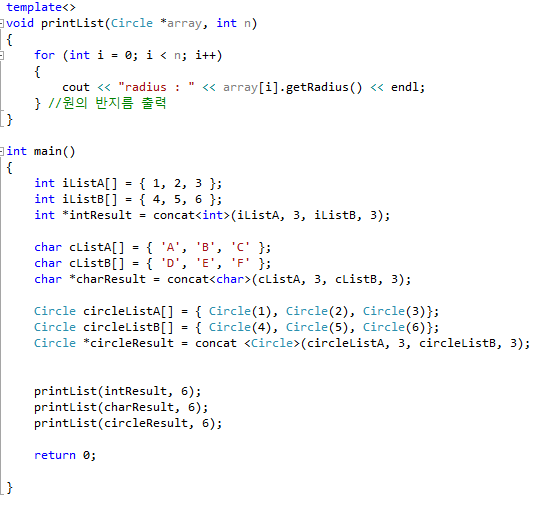 template<>
void printList(Circle *array, int n)
{
    for (int i = 0; i < n; i++)
    {
        cout << "radius : " << array[i].getRadius() << endl;
    } //원의 반지름 출력
}
int main()
{
    int iListA[] = { 1, 2, 3 };
    int iListB[] = { 4, 5, 6 };
    int *intResult = concat<int>(iListA, 3, iListB, 3);
    char cListA[] = { 'A', 'B', 'C' };
    char cListB[] = { 'D', 'E', 'F' };
    char *charResult = concat<char>(cListA, 3, cListB, 3);
    Circle circleListA[] = { Circle(1), Circle(2), Circle(3)};
    Circle circleListB[] = { Circle(4), Circle(5), Circle(6)};
    Circle *circleResult = concat <Circle>(circleListA, 3, circleListB, 3);
    printList(intResult, 6);
    printList(charResult, 6);
    printList(circleResult, 6);
    return 0;
}